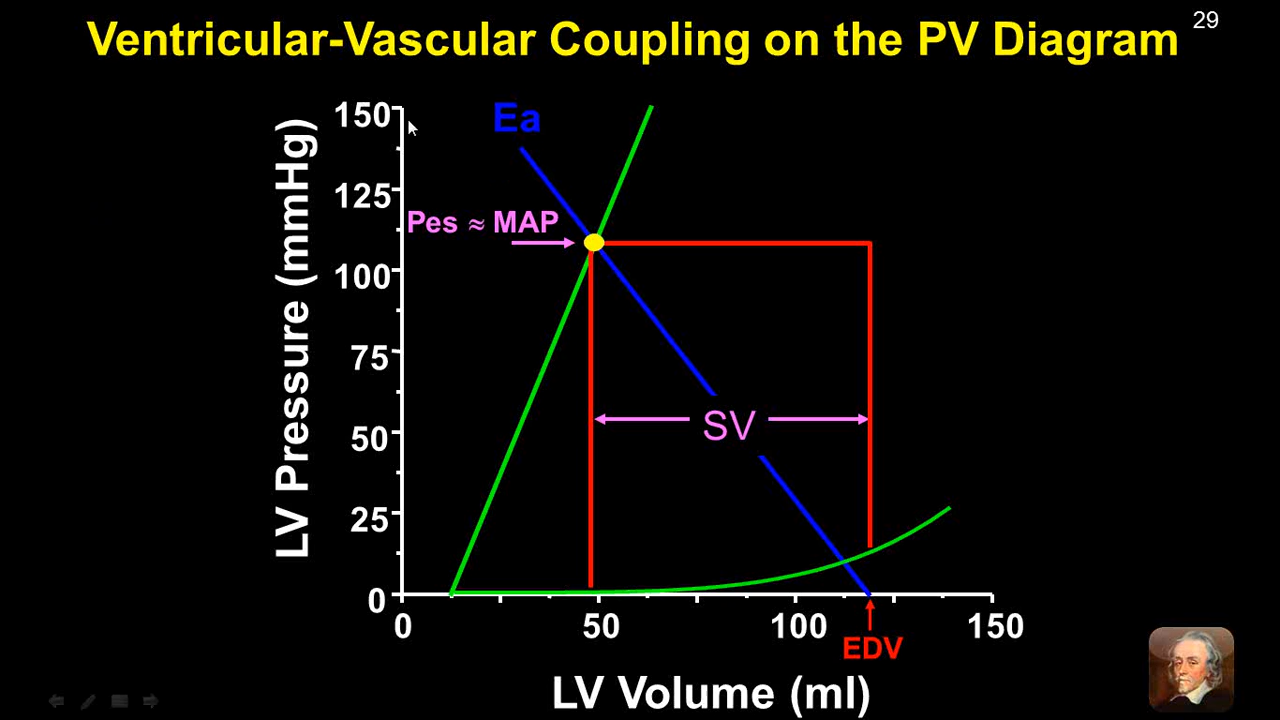 29
Ventricular-Vascular Coupling on the PV Diagram
150
125
100
75
50
25
0
LV Pressure (mmHg)
Ea
Pes ≈ MAP
SV
0
50
100
150
EDV
LV Volume (ml)